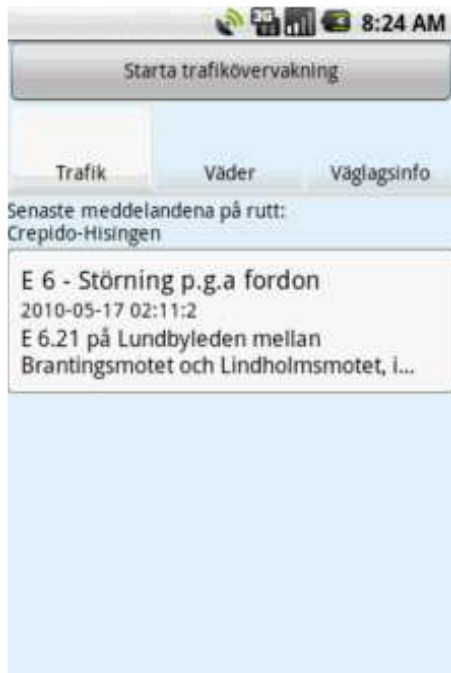 8:24 AM
Starta trafikövervakning
Trafik Väder Väglagsinfo
Senaste meddelandena på rutt:
Crepido-Hisingen
E 6 - Störning p.g.a fordon
2010-05-17 02:11:2
E 6.21 på Lundbyleden mellan
Brantingsmotet och Lindholmsmotet, i...